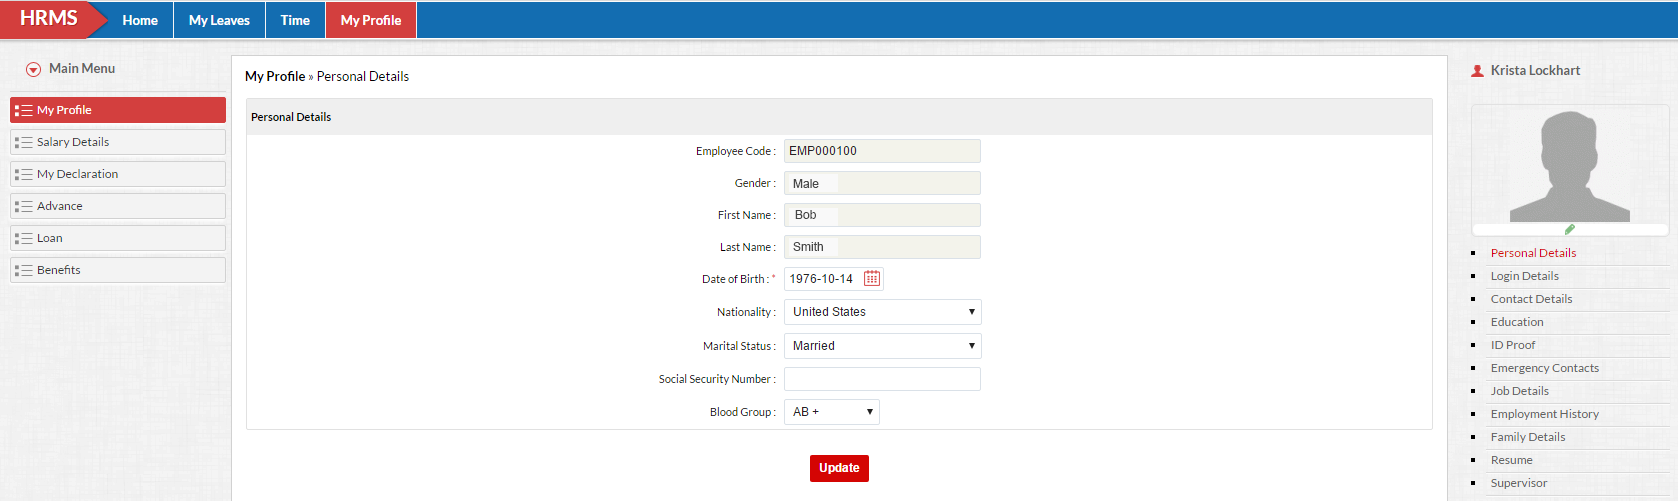 HRMS Home My Leaves Time My Profile
Main Menu
My Profile
Salary Details
My Declaration
Advance
Loan
Benefits
My Profile » Personal Details
Personal Details
Employee Code : EMP000100
Gender : Male
First Name : Bob
Last Name : Smith
Date of Birth : * 1976-10-14
Nationality : United States
Marital Status : Married
Social Security Number :
Blood Group : AB +
Update
Krista Lockhart
Personal Details
Login Details
Contact Details
Education
ID Proof
Emergency Contacts
Job Details
Employment History
Family Details
Resume
Supervisor